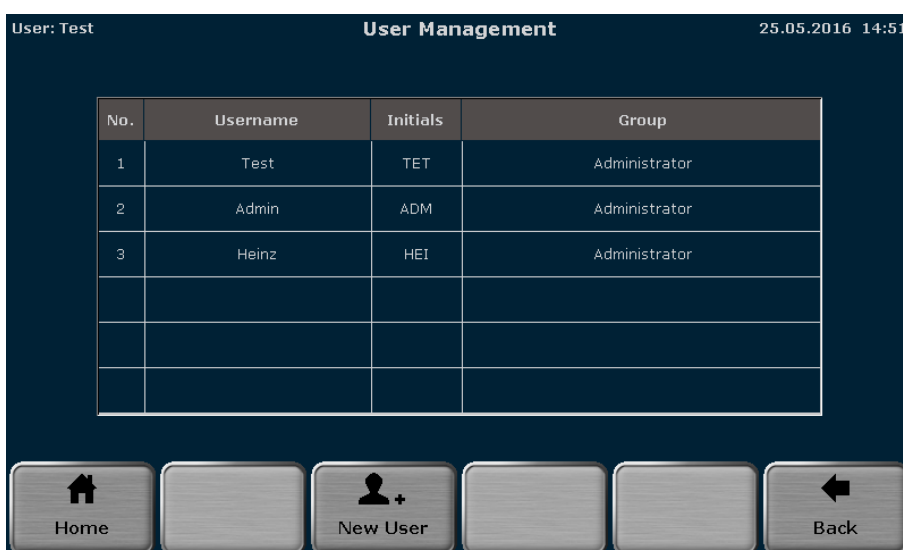 User: Test User Management 25.05.2016 14:51
No. Username Initials Group
1 Test TET Administrator
2 Admin ADM Administrator
3 Heinz HEI Administrator
Home New User Back